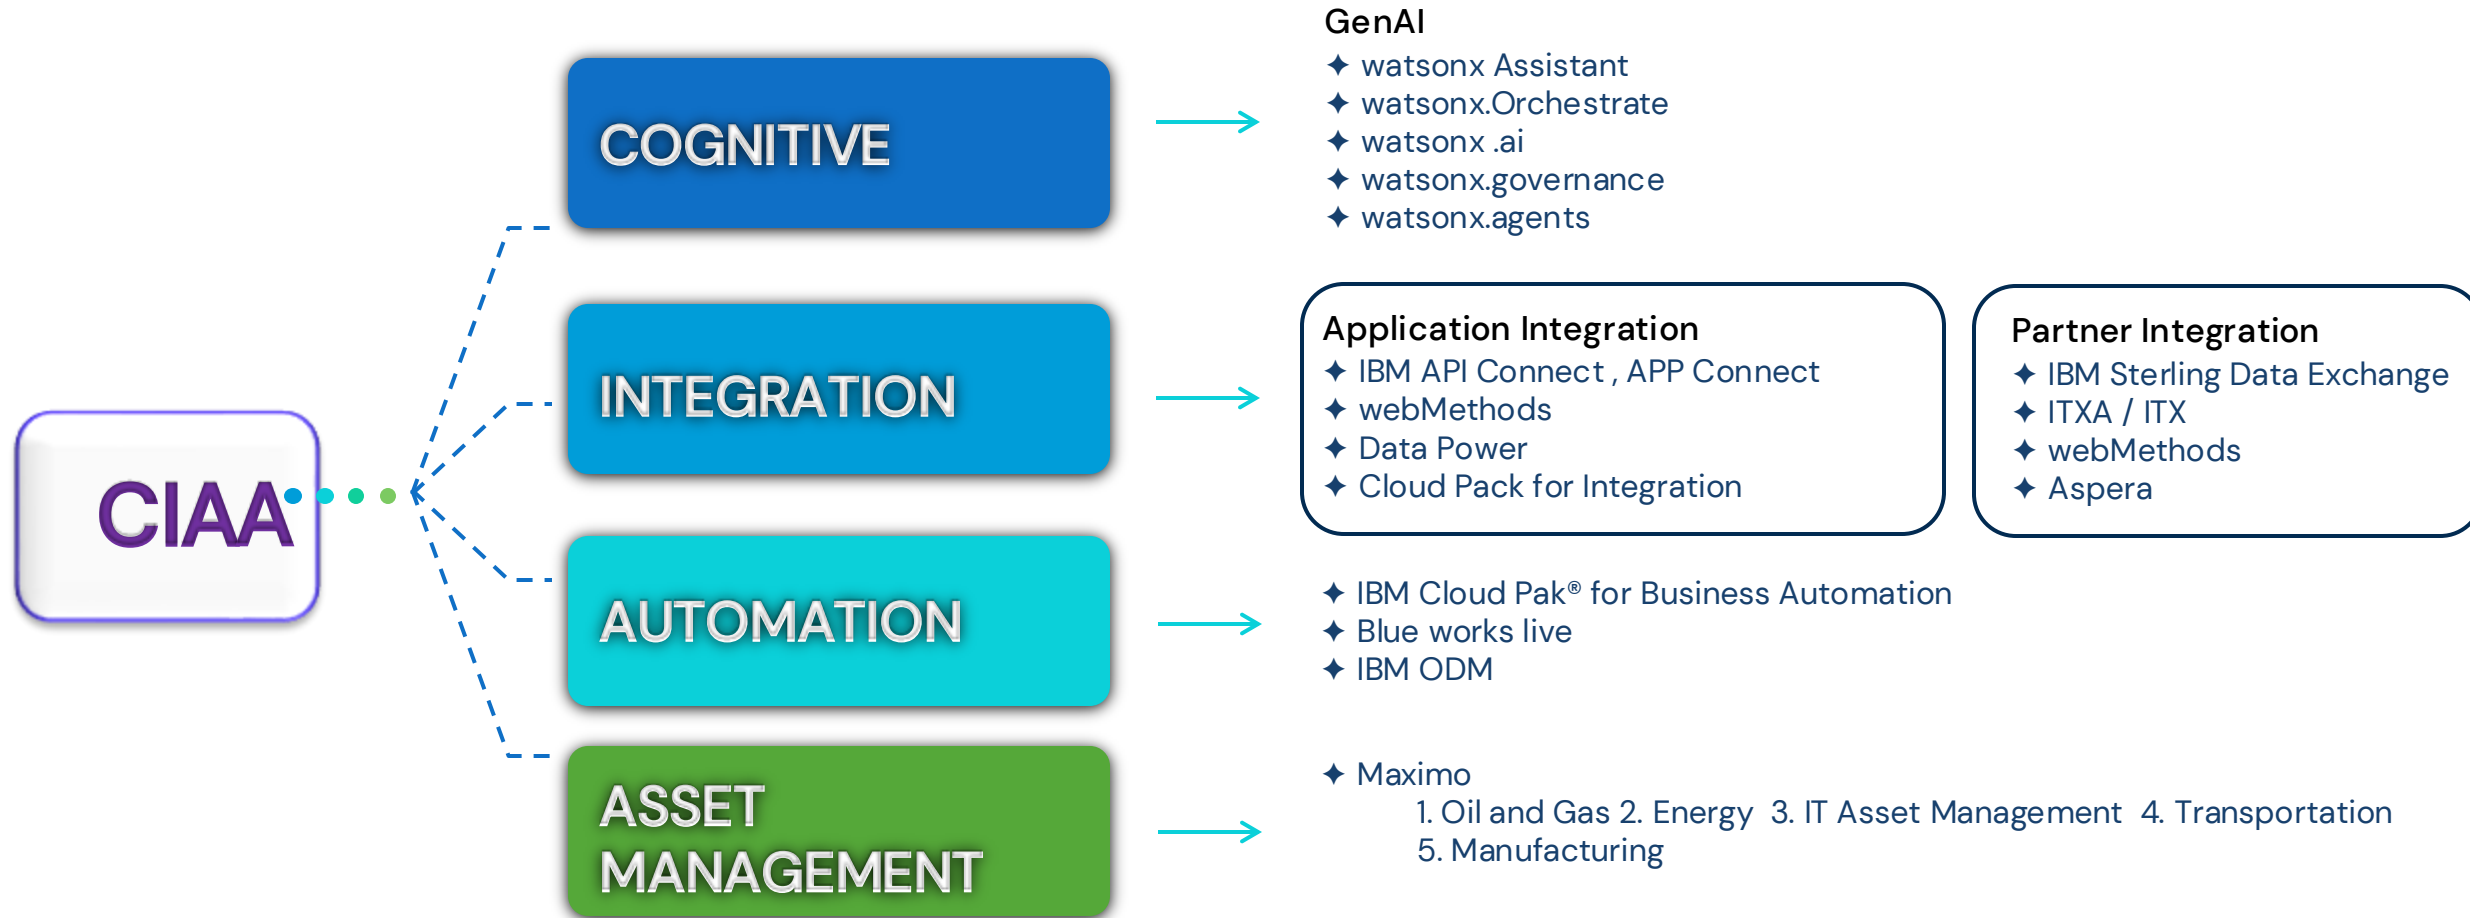 CIAA
COGNITIVE
GenAI
✦ watsonx Assistant
✦ watsonx.Orchestrate
✦ watsonx .ai
✦ watsonx.governance
✦ watsonx.agents
INTEGRATION
Application Integration
✦ IBM API Connect , APP Connect
✦ webMethods
✦ Data Power
✦ Cloud Pack for Integration
Partner Integration
✦ IBM Sterling Data Exchange
✦ ITXA / ITX
✦ webMethods
✦ Aspera
AUTOMATION
✦ IBM Cloud Pak® for Business Automation
✦ Blue works live
✦ IBM ODM
ASSET
MANAGEMENT
✦ Maximo
1. Oil and Gas 2. Energy 3. IT Asset Management 4. Transportation
5. Manufacturing